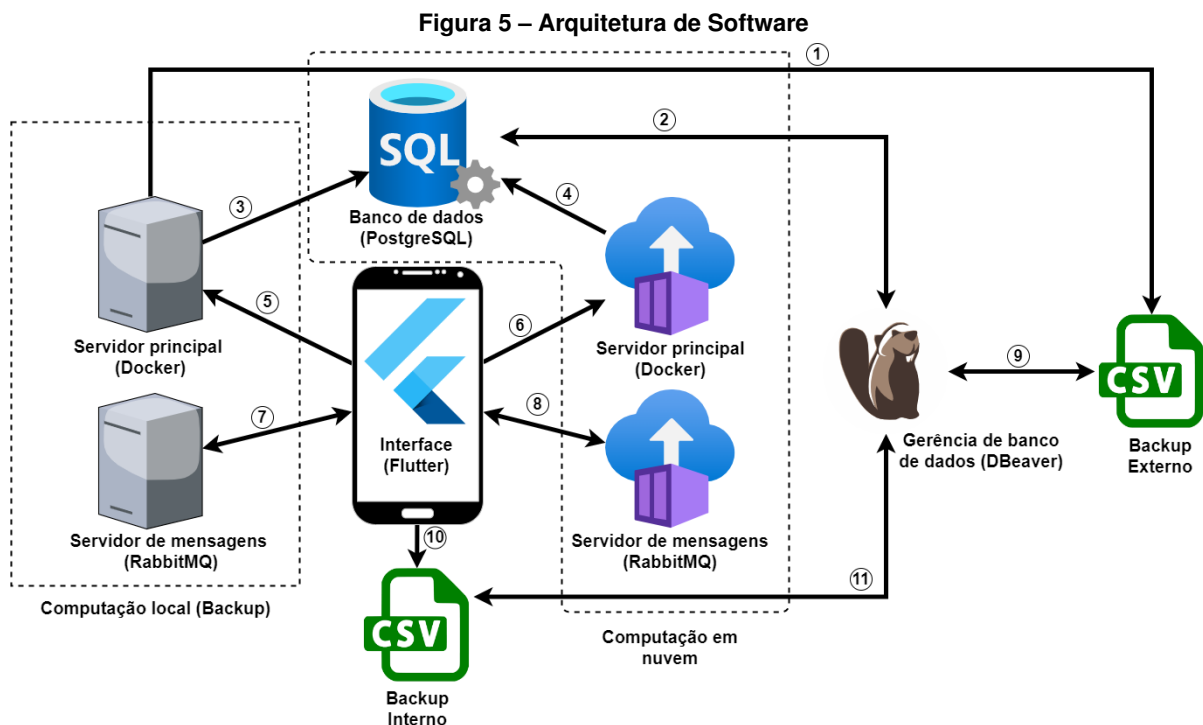 Figura 5 – Arquitetura de Software
①
②
SQL
③
④
Banco de dados
(PostgreSQL)
⑤
⑥
Servidor principal
(Docker)
Servidor principal
(Docker)
⑨
CSV
⑦
⑧
Interface
(Flutter)
Gerência de banco
de dados (DBeaver)
Backup
Externo
Servidor de mensagens
(RabbitMQ)
Servidor de mensagens
(RabbitMQ)
⑩
⑪
Computação local (Backup)
CSV
Computação em
nuvem
Backup
Interno